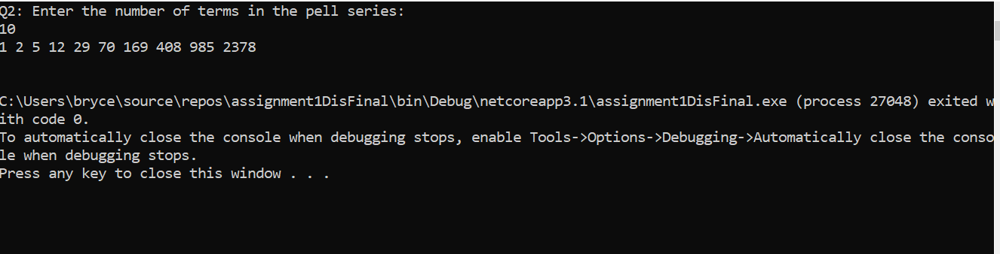 Q2: Enter the number of terms in the pell series:
10
1 2 5 12 29 70 169 408 985 2378
C:\Users\bryce\source\repos\assignment1DisFinal\bin\Debug\netcoreapp3.1\assignment1DisFinal.exe (process 27048) exited w
ith code 0.
To automatically close the console when debugging stops, enable Tools->Options->Debugging->Automatically close the conso
le when debugging stops.
Press any key to close this window . . .